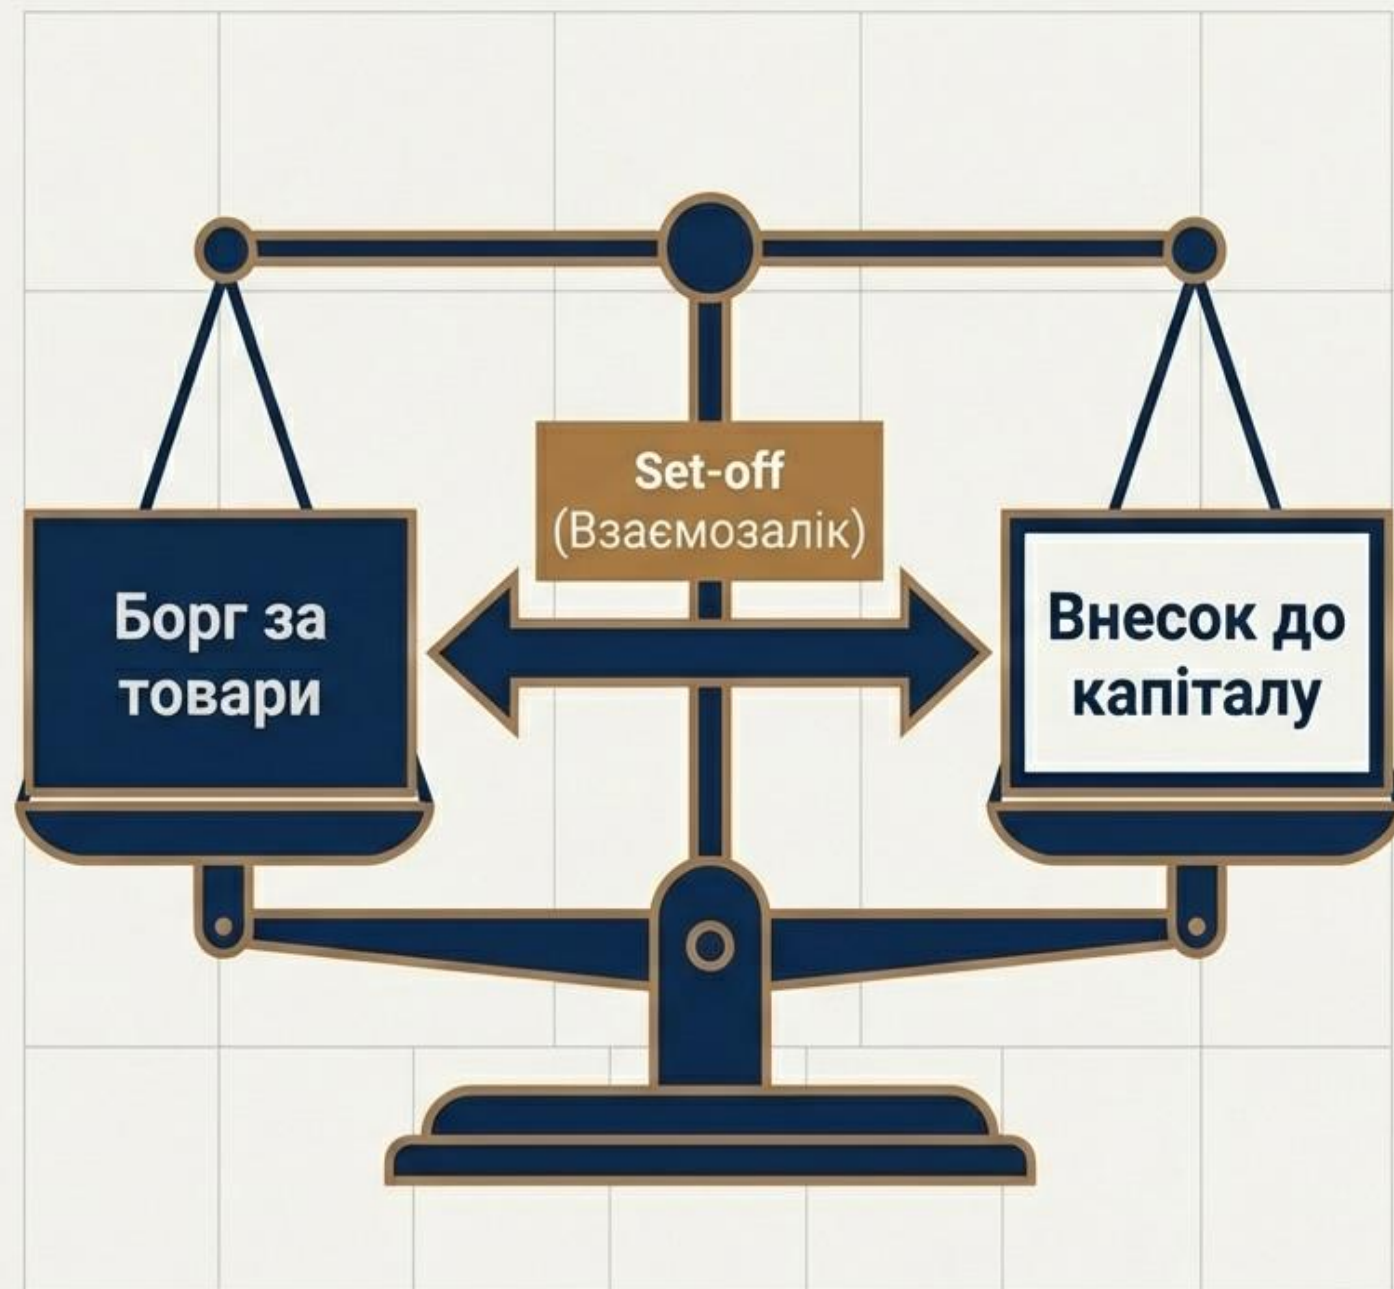 Set-off
(Взаємозалік)
Борг за
товари
Внесок до
капіталу